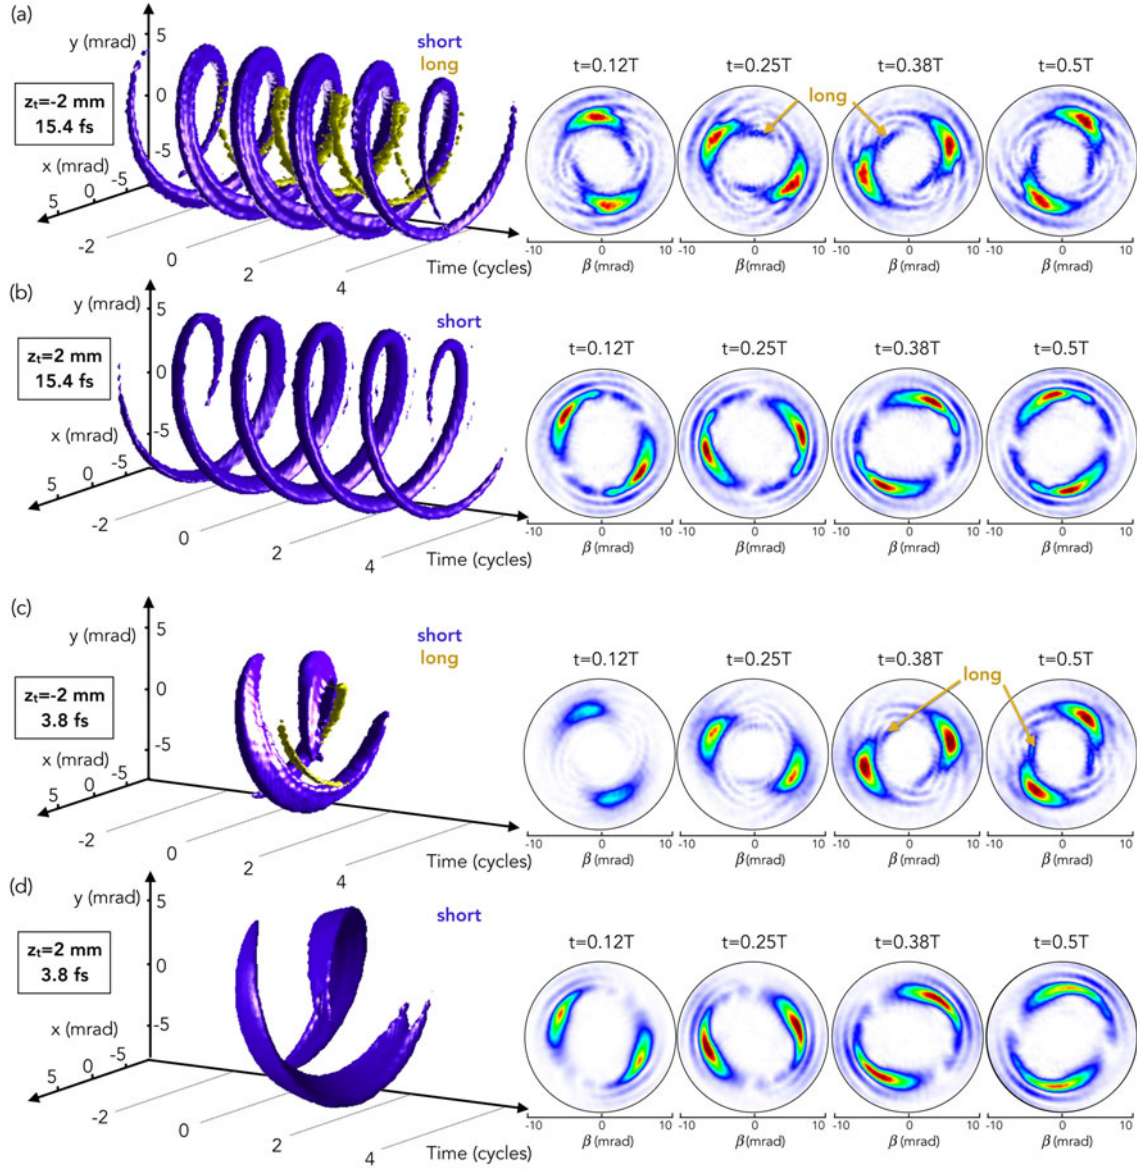 (a)
y (mrad)
5
0
-5
zt=-2 mm
15.4 fs
x (mrad)
-5
0
5
-2
0
2
4
Time (cycles)
short
long
t=0.12T
t=0.25T
t=0.38T
t=0.5T
long
-10 0 10
-10 0 10
-10 0 10
-10 0 10
β (mrad)
β (mrad)
β (mrad)
β (mrad)
(b)
y (mrad)
5
0
-5
zt=2 mm
15.4 fs
x (mrad)
-5
0
5
-2
0
2
4
Time (cycles)
short
t=0.12T
t=0.25T
t=0.38T
t=0.5T
-10 0 10
-10 0 10
-10 0 10
-10 0 10
β (mrad)
β (mrad)
β (mrad)
β (mrad)
(c)
y (mrad)
5
0
-5
zt=-2 mm
3.8 fs
x (mrad)
-5
0
5
-2
0
2
4
Time (cycles)
short
long
t=0.12T
t=0.25T
t=0.38T
t=0.5T
long
-10 0 10
-10 0 10
-10 0 10
-10 0 10
β (mrad)
β (mrad)
β (mrad)
β (mrad)
(d)
y (mrad)
5
0
-5
zt=2 mm
3.8 fs
x (mrad)
-5
0
5
-2
0
2
4
Time (cycles)
short
t=0.12T
t=0.25T
t=0.38T
t=0.5T
-10 0 10
-10 0 10
-10 0 10
-10 0 10
β (mrad)
β (mrad)
β (mrad)
β (mrad)